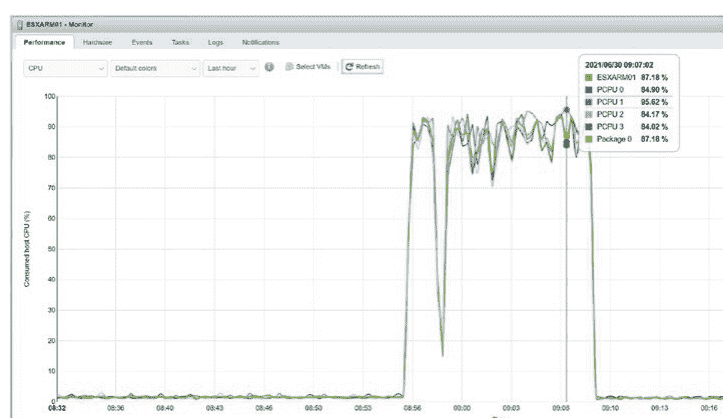 ESXARM01 - Monitor
Performance Hardware Events Tasks Logs Notifications
CPU Default colors Last hour Select VMs Refresh
2021/06/30 09:07:02
ESXARM01 87.18 %
PCPU 0 84.90 %
PCPU 1 95.62 %
PCPU 2 84.17 %
PCPU 3 84.02 %
Package 0 87.18 %
Consumed host CPU (%)
100
90
80
70
60
50
40
30
20
10
0
08:32 08:36 08:40 08:43 08:46 08:50 08:53 08:56 09:00 09:03 09:10 09:13 09:16